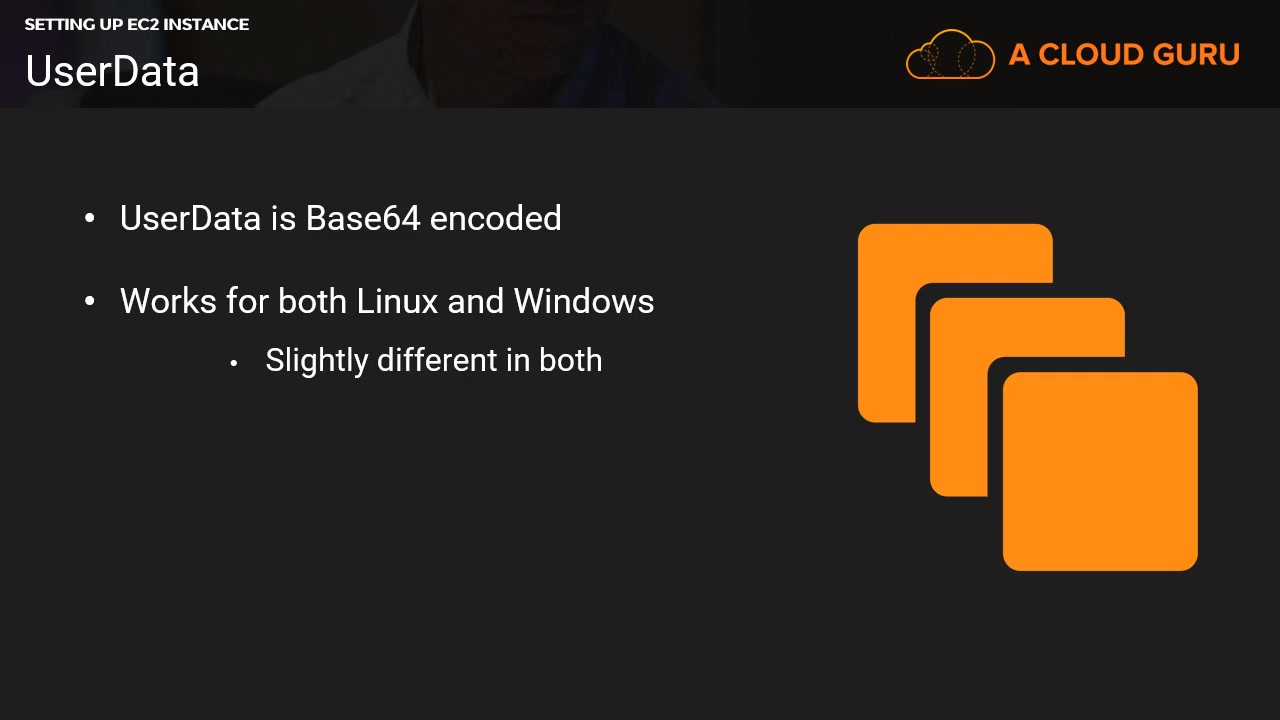 SETTING UP EC2 INSTANCE
UserData
A CLOUD GURU
• UserData is Base64 encoded
• Works for both Linux and Windows
• Slightly different in both